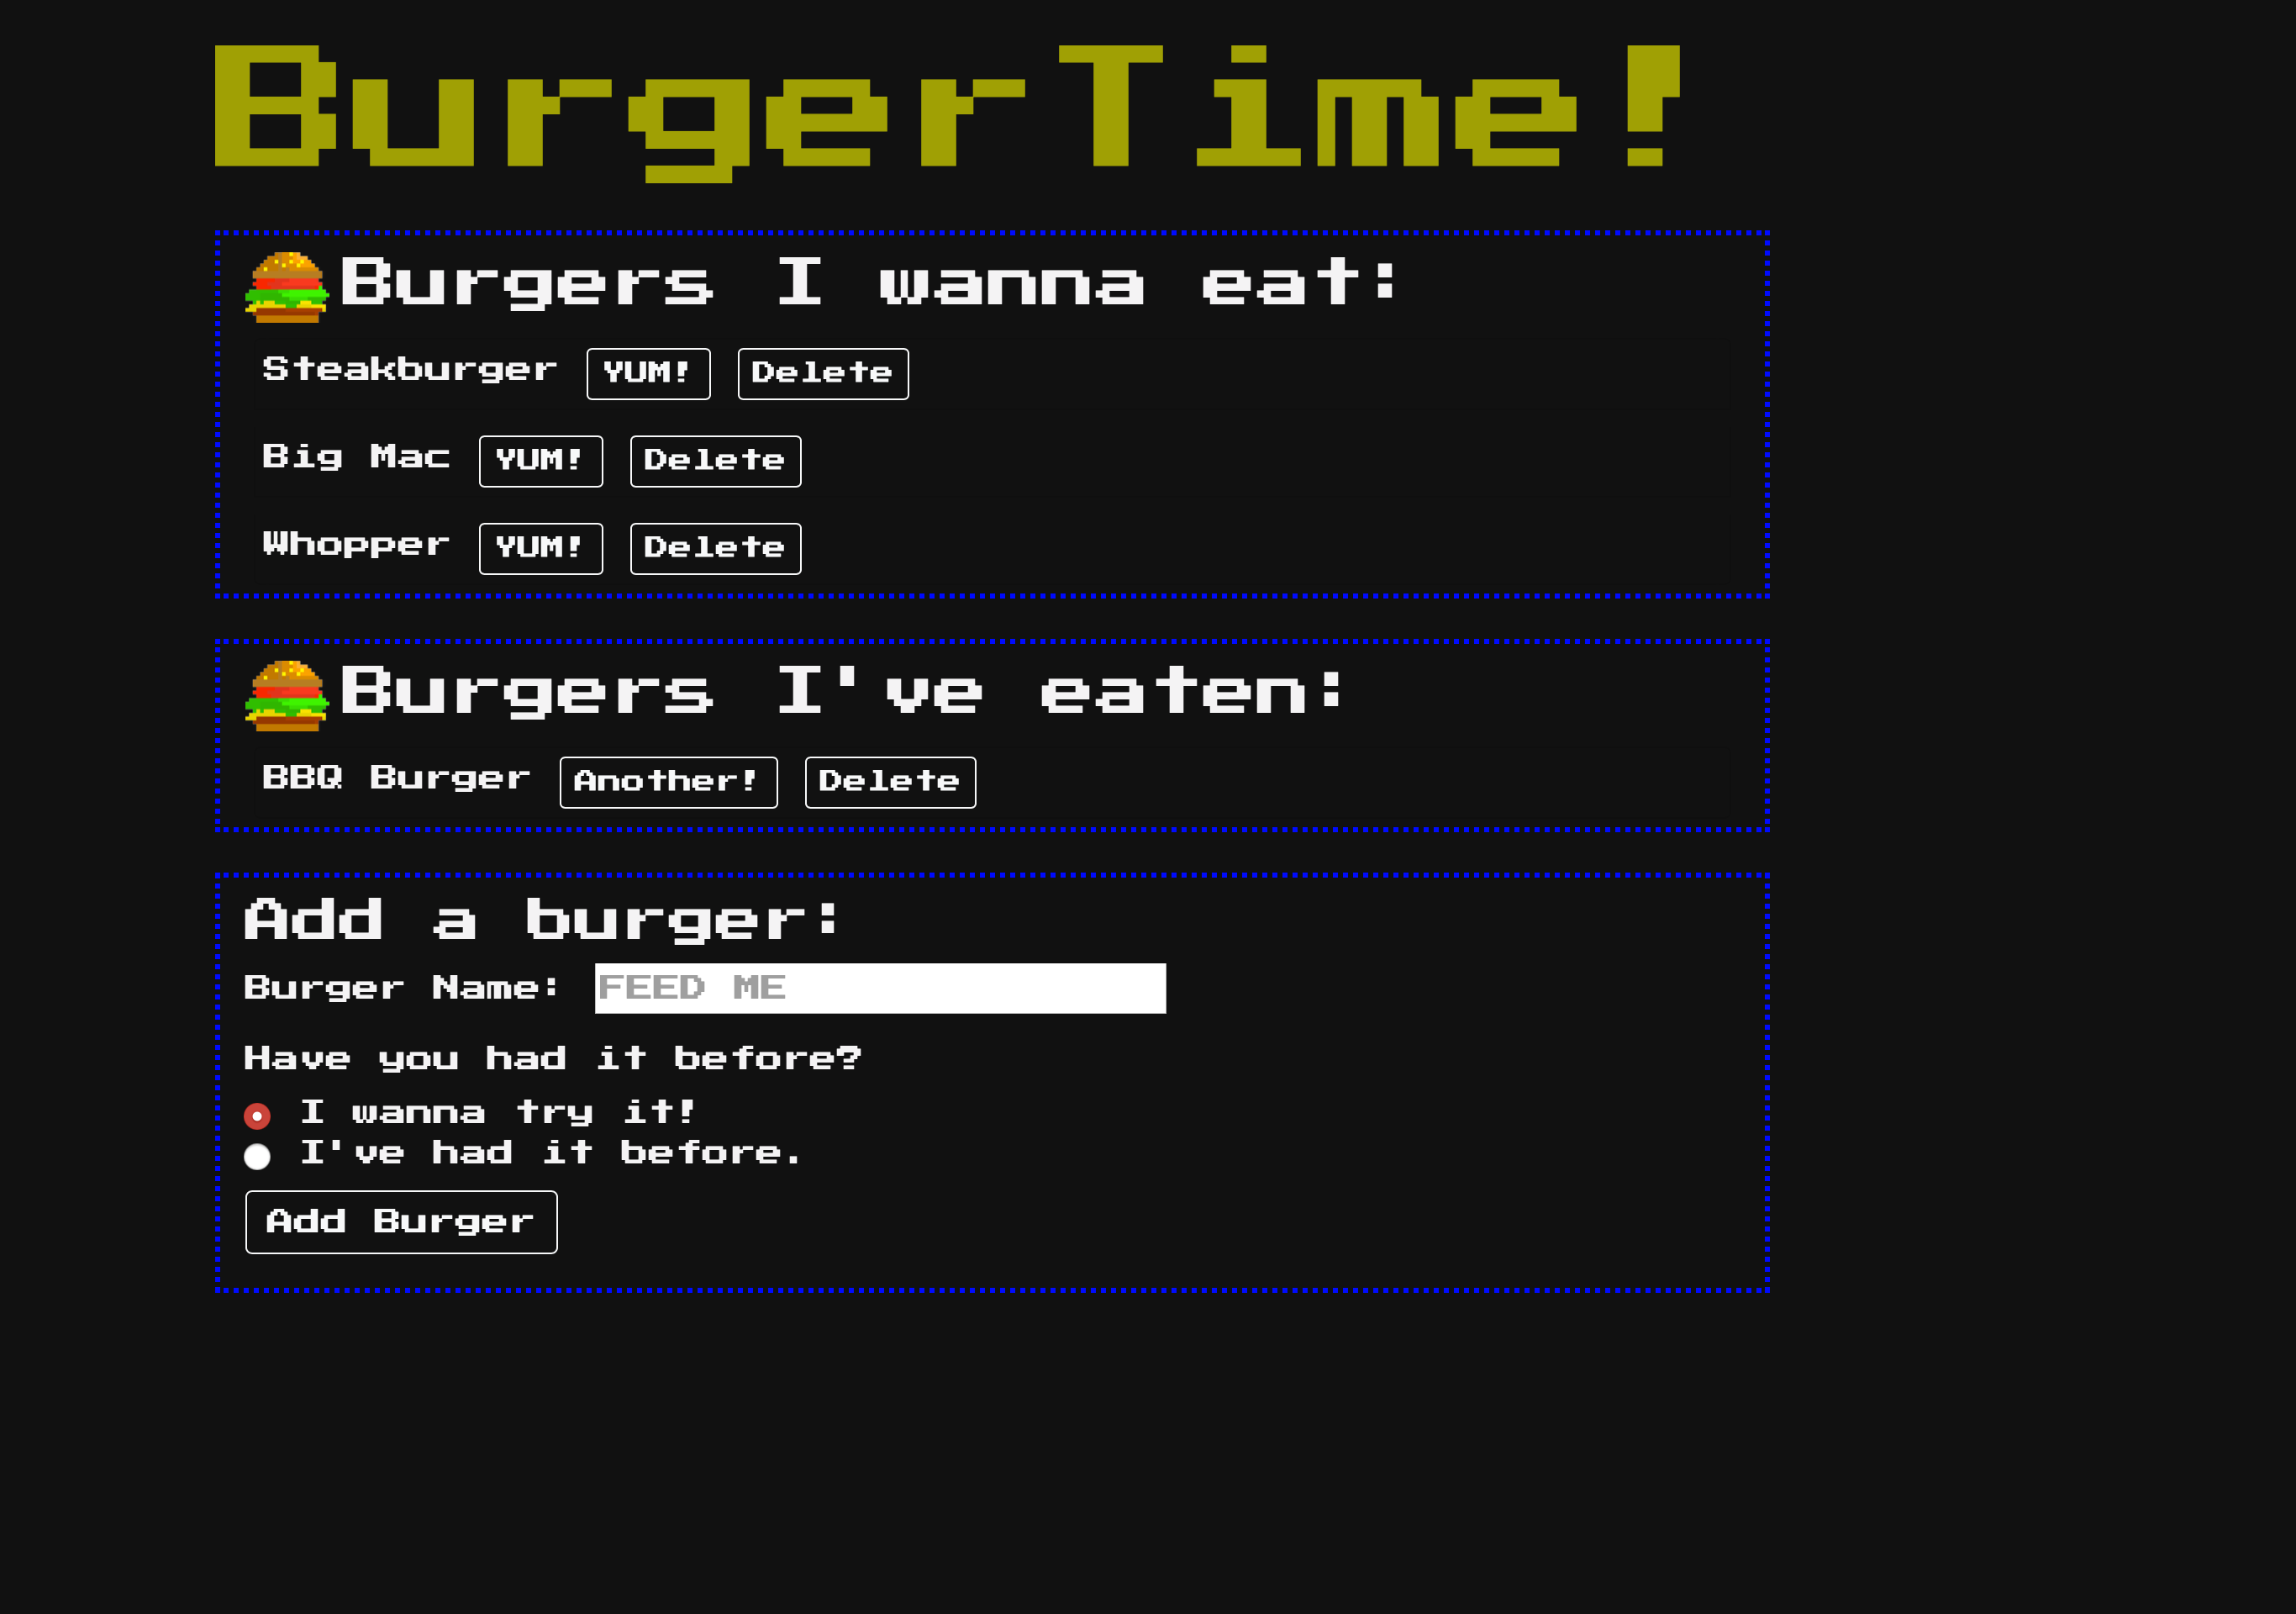 BurgerTime!
Burgers I wanna eat:
Steakburger YUM! Delete
Big Mac YUM! Delete
Whopper YUM! Delete
Burgers I've eaten:
BBQ Burger Another! Delete
Add a burger:
Burger Name: FEED ME
Have you had it before?
I wanna try it!
I've had it before.
Add Burger